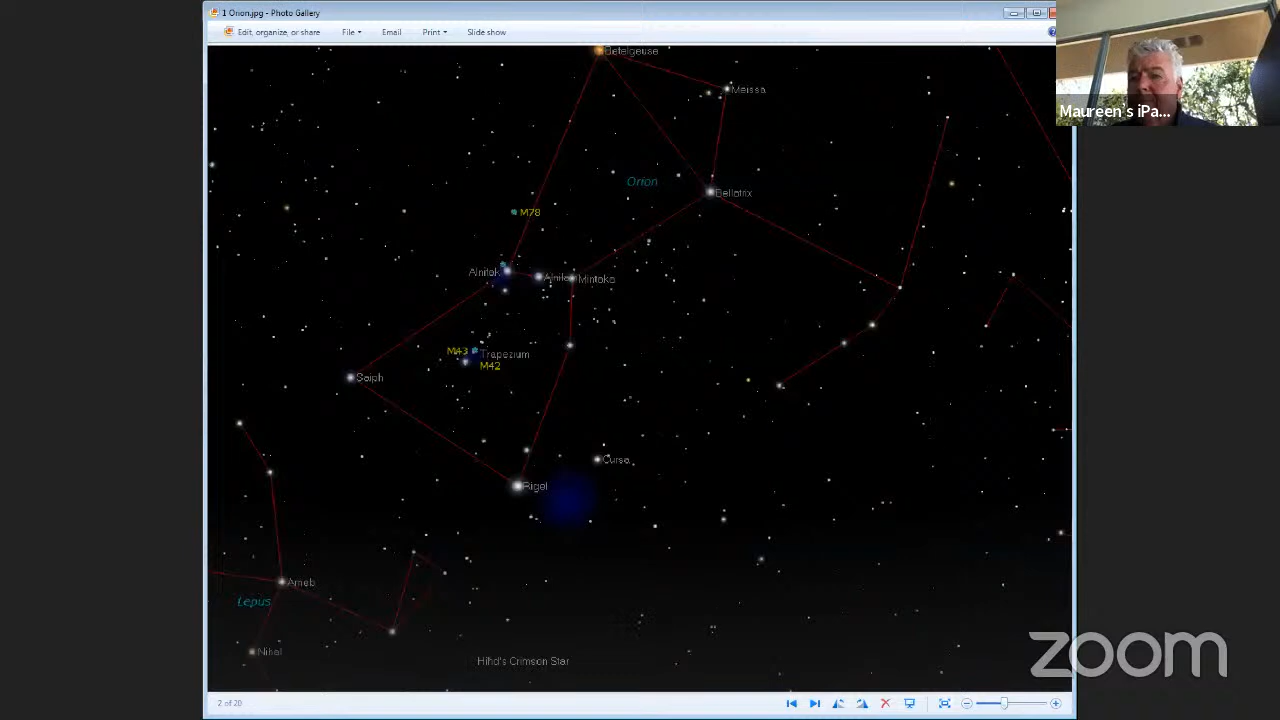 1 Orion.jpg - Photo Gallery
Edit, organize, or share File Email Print Slide show
Betelgeuse
Meissa
Maureen's iPa...
Orion
Bellatrix
M78
Alnitak
Mintaka
M43
Trapezium
M42
Saiph
Cursa
Rigel
Arneb
Lepus
Nihal
Hind's Crimson Star
zoom
2 of 20